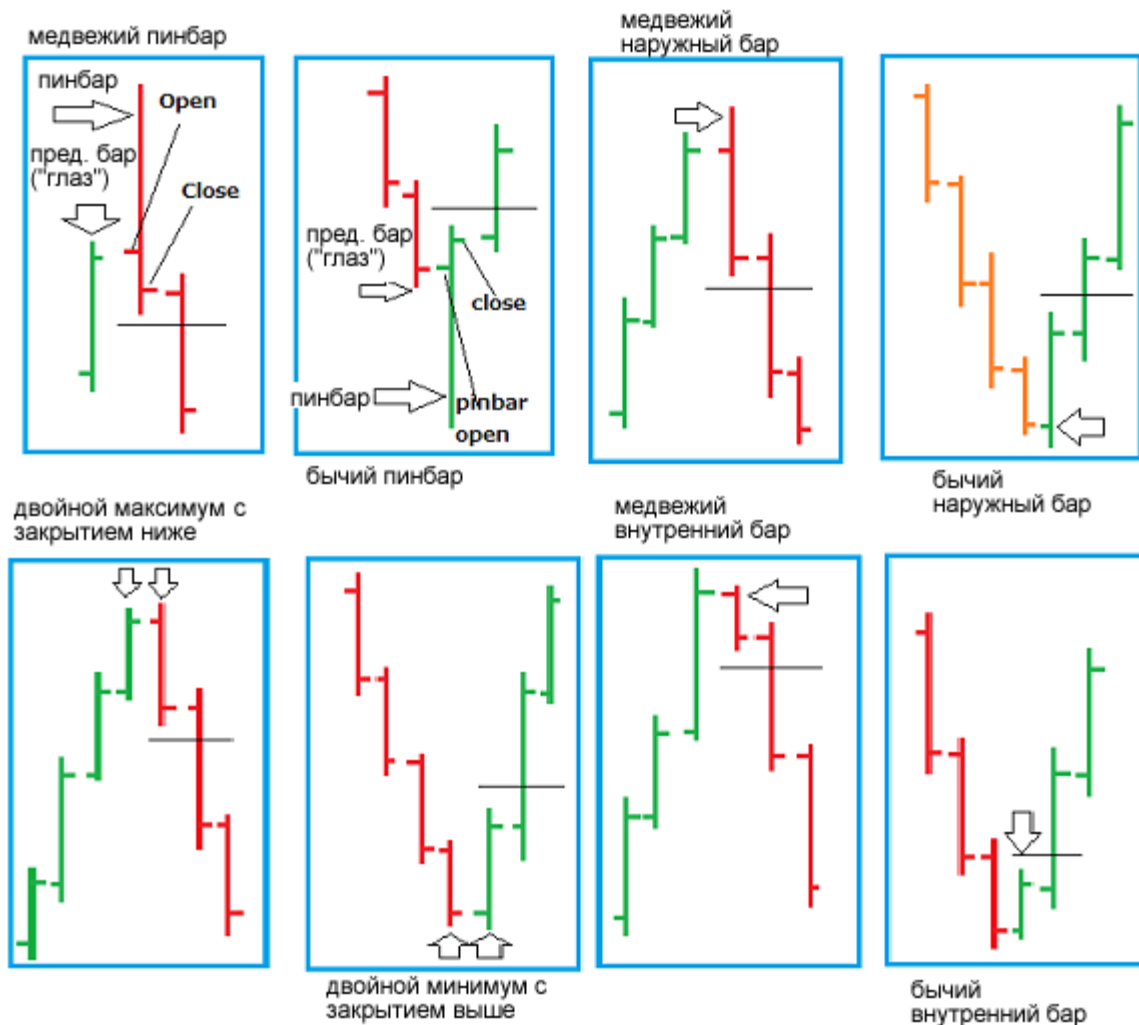 медвежий пинбар
пинбар
Open
пред. бар
("глаз")
Close
пред. бар
("глаз")
close
пинбар
pinbar
open
бычий пинбар
медвежий
наружный бар
бычий
наружный бар
двойной максимум с
закрытием ниже
двойной минимум с
закрытием выше
медвежий
внутренний бар
бычий
внутренний бар